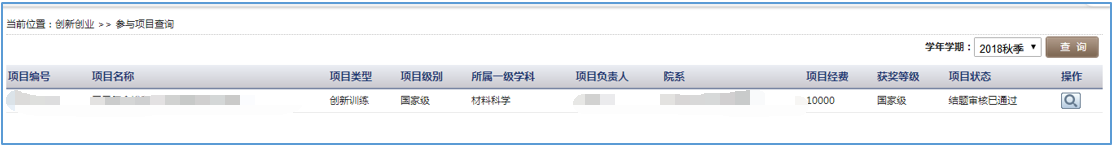 当前位置：创新创业 >> 参与项目查询
学年学期： 2018秋季 查 询
项目编号 项目名称 项目类型 项目级别 所属一级学科 项目负责人 院系 项目经费 获奖等级 项目状态 操作
创新训练 国家级 材料科学 10000 国家级 结题审核已通过